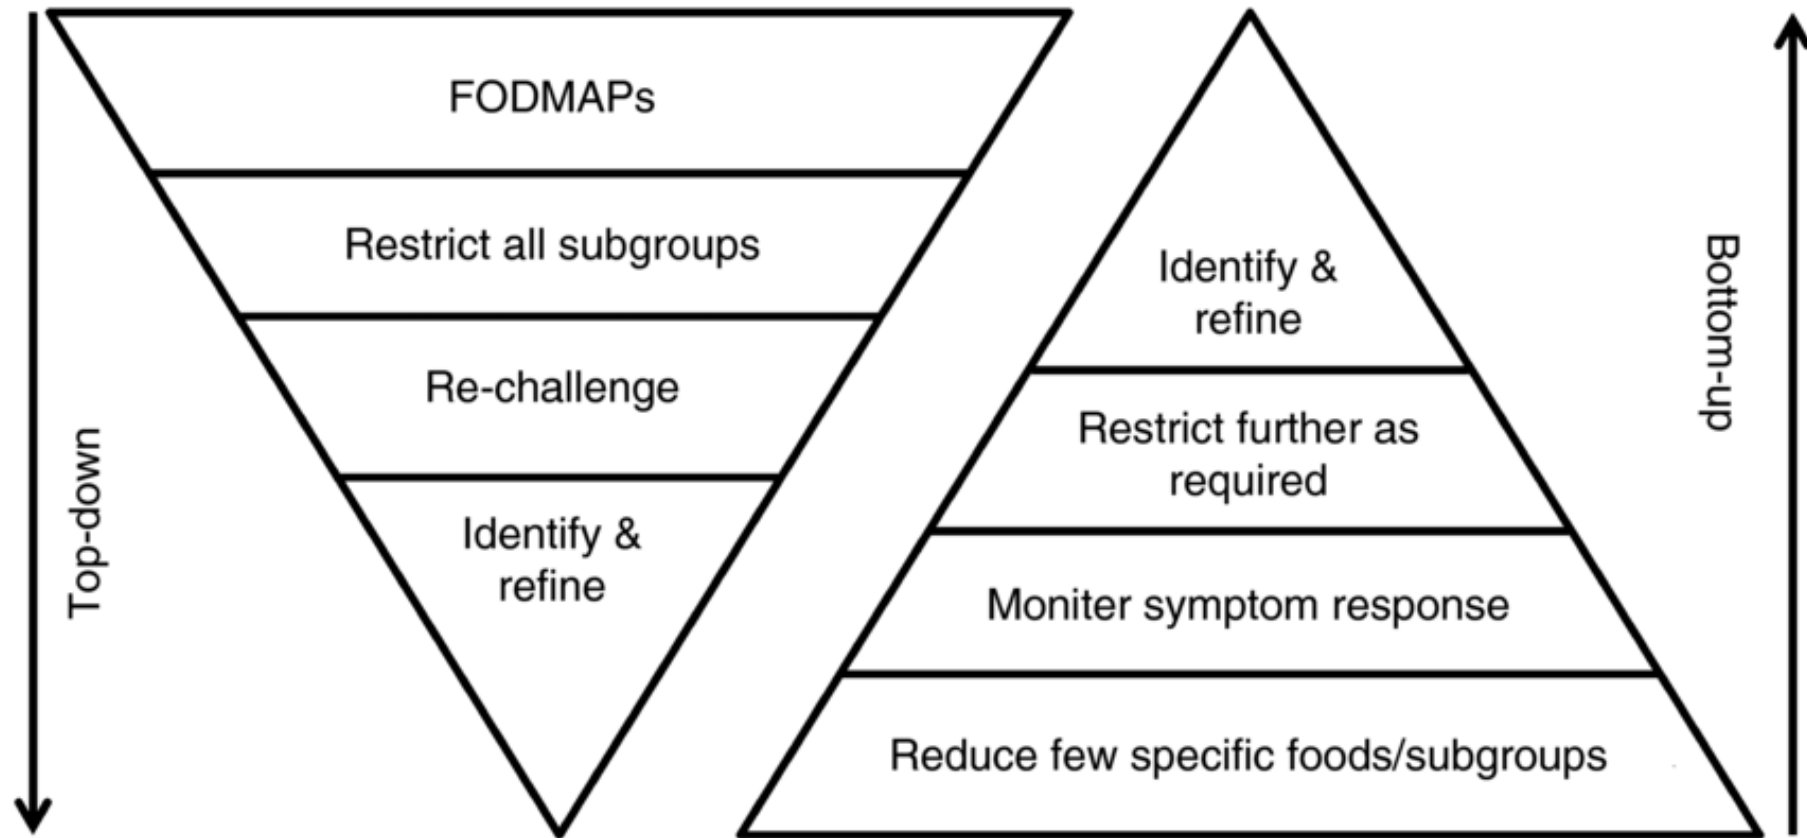 Top-down
FODMAPs
Restrict all subgroups
Re-challenge
Identify &
refine
Identify &
refine
Restrict further as
required
Moniter symptom response
Reduce few specific foods/subgroups
Bottom-up